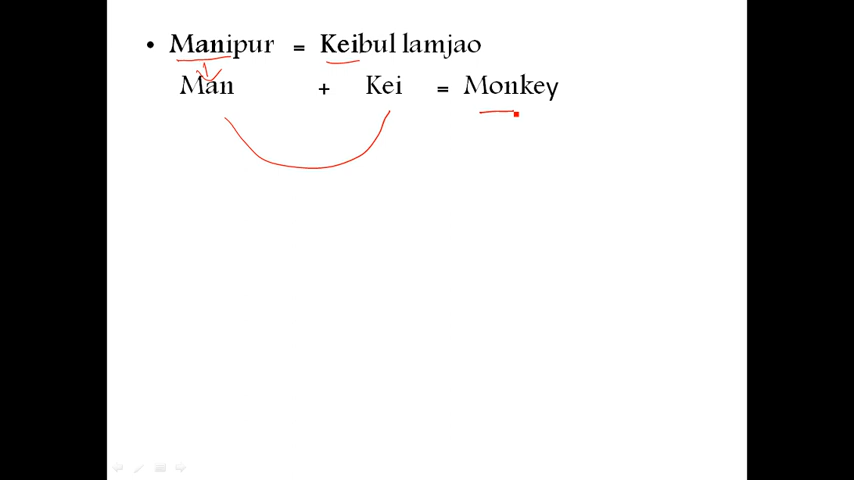 • Manipur = Keibul lamjao
Man + Kei = Monkey